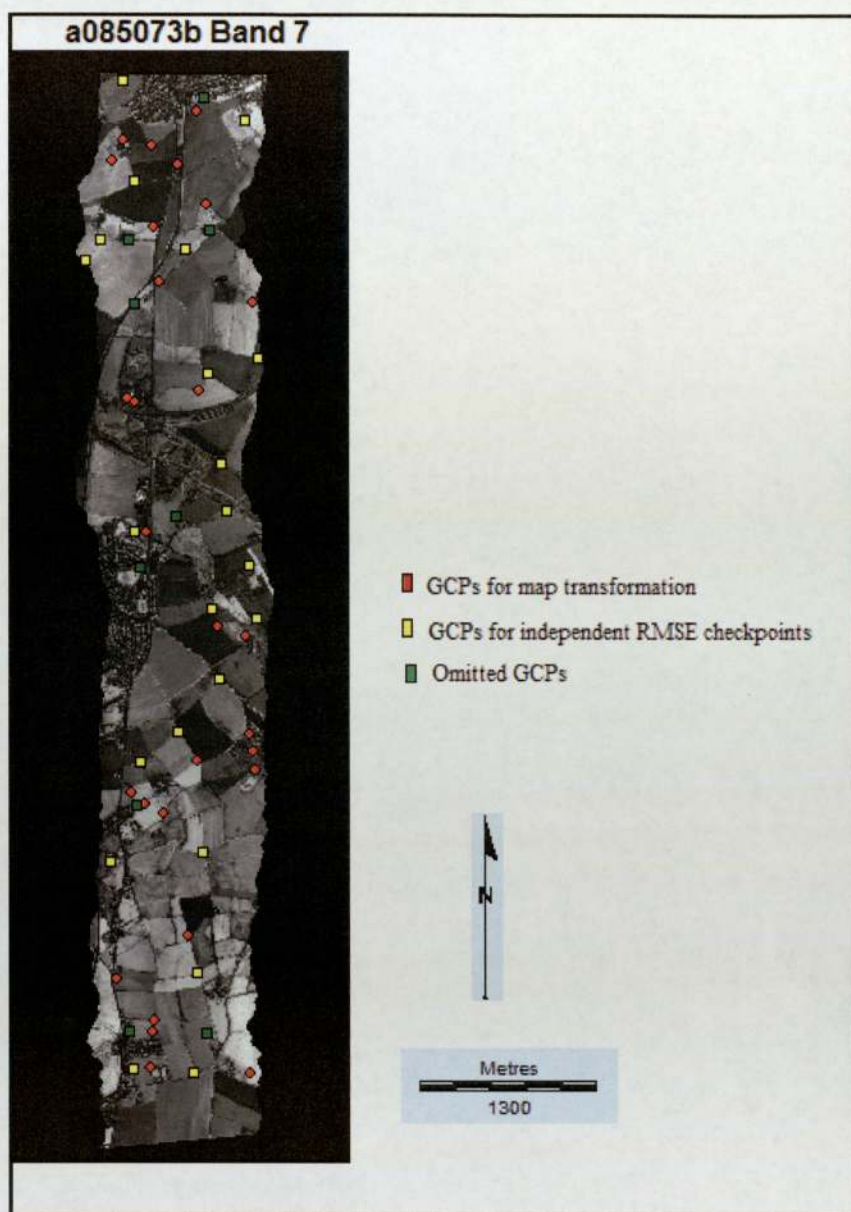 a085073b Band 7
GCPs for map transformation
GCPs for independent RMSE checkpoints
Omitted GCPs
N
Metres
1300